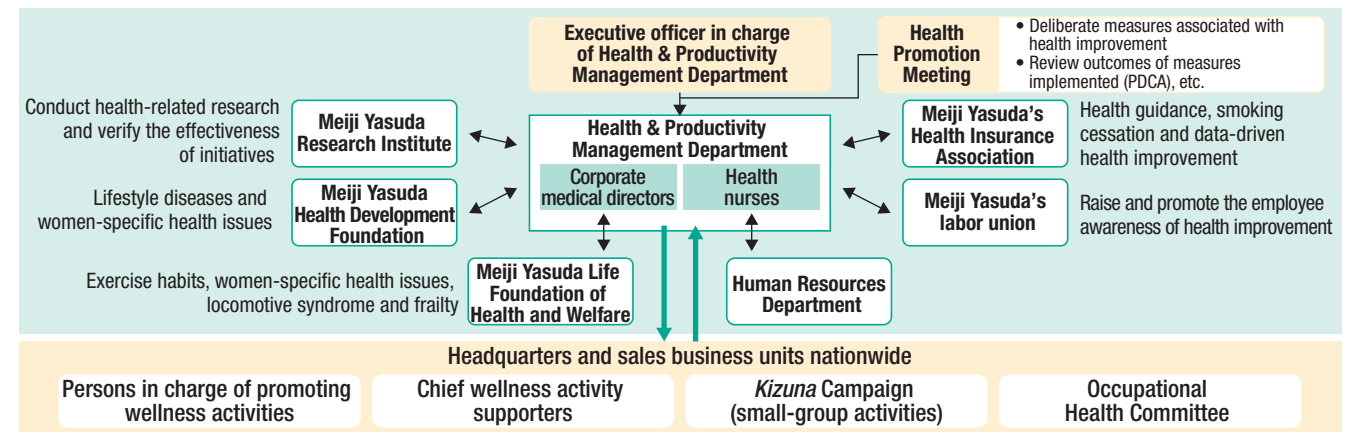 Executive officer in charge
of Health & Productivity
Management Department
Health
Promotion
Meeting
• Deliberate measures associated with
health improvement
• Review outcomes of measures
implemented (PDCA), etc.
Conduct health-related research
and verify the effectiveness
of initiatives
Meiji Yasuda
Research Institute
Health & Productivity
Management Department
Corporate
medical directors
Health
nurses
Meiji Yasuda's
Health Insurance
Association
Health guidance, smoking
cessation and data-driven
health improvement
Lifestyle diseases and
women-specific health issues
Meiji Yasuda
Health Development
Foundation
Meiji Yasuda's
labor union
Raise and promote the employee
awareness of health improvement
Exercise habits, women-specific health issues,
locomotive syndrome and frailty
Meiji Yasuda Life
Foundation of
Health and Welfare
Human Resources
Department
Headquarters and sales business units nationwide
Persons in charge of promoting
wellness activities
Chief wellness activity
supporters
Kizuna Campaign
(small-group activities)
Occupational
Health Committee